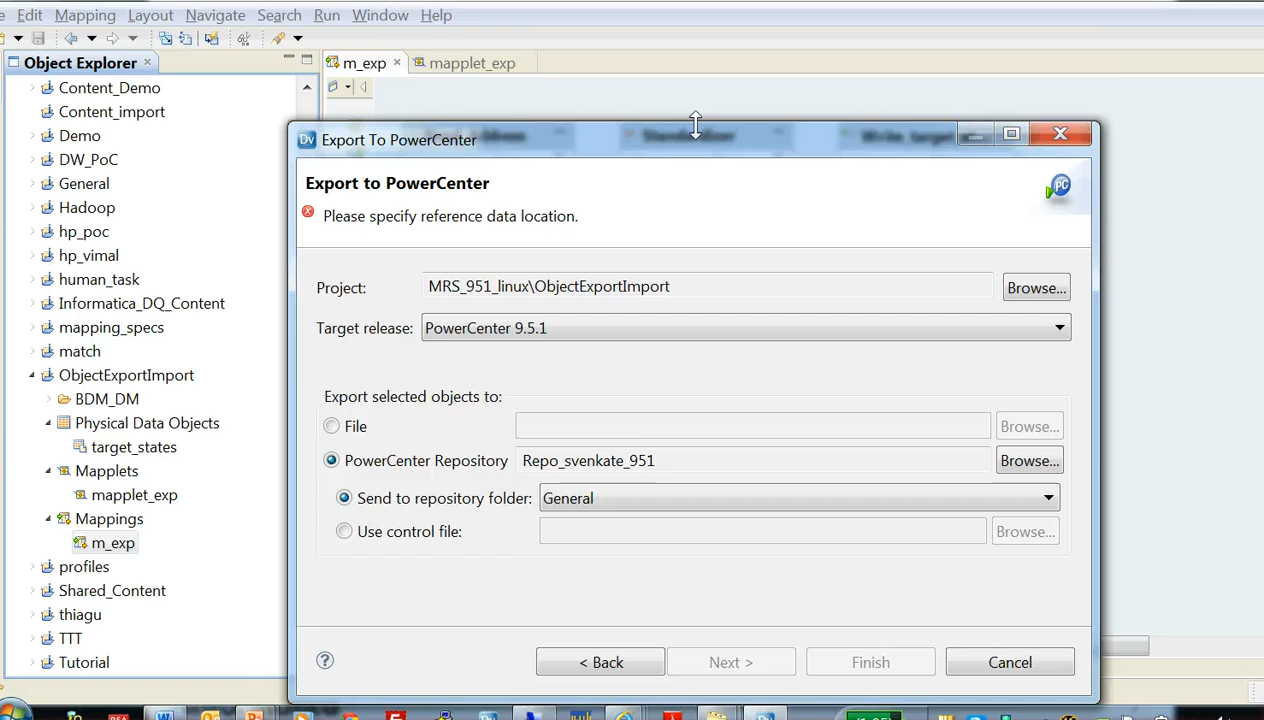 Edit Mapping Layout Navigate Search Run Window Help
Object Explorer
m_exp
mapplet_exp
Content_Demo
Content_import
Demo
DW_PoC
General
Hadoop
hp_poc
hp_vimal
human_task
Informatica_DQ_Content
mapping_specs
match
ObjectExportImport
BDM_DM
Physical Data Objects
target_states
Mapplets
mapplet_exp
Mappings
m_exp
profiles
Shared_Content
thiagu
TTT
Tutorial
Dv Export To PowerCenter
Export to PowerCenter
PC
Please specify reference data location.
Project: MRS_951_linux\ObjectExportImport Browse...
Target release: PowerCenter 9.5.1
Export selected objects to:
File Browse...
PowerCenter Repository Repo_svenkate_951 Browse...
Send to repository folder: General
Use control file: Browse...
< Back Next > Finish Cancel